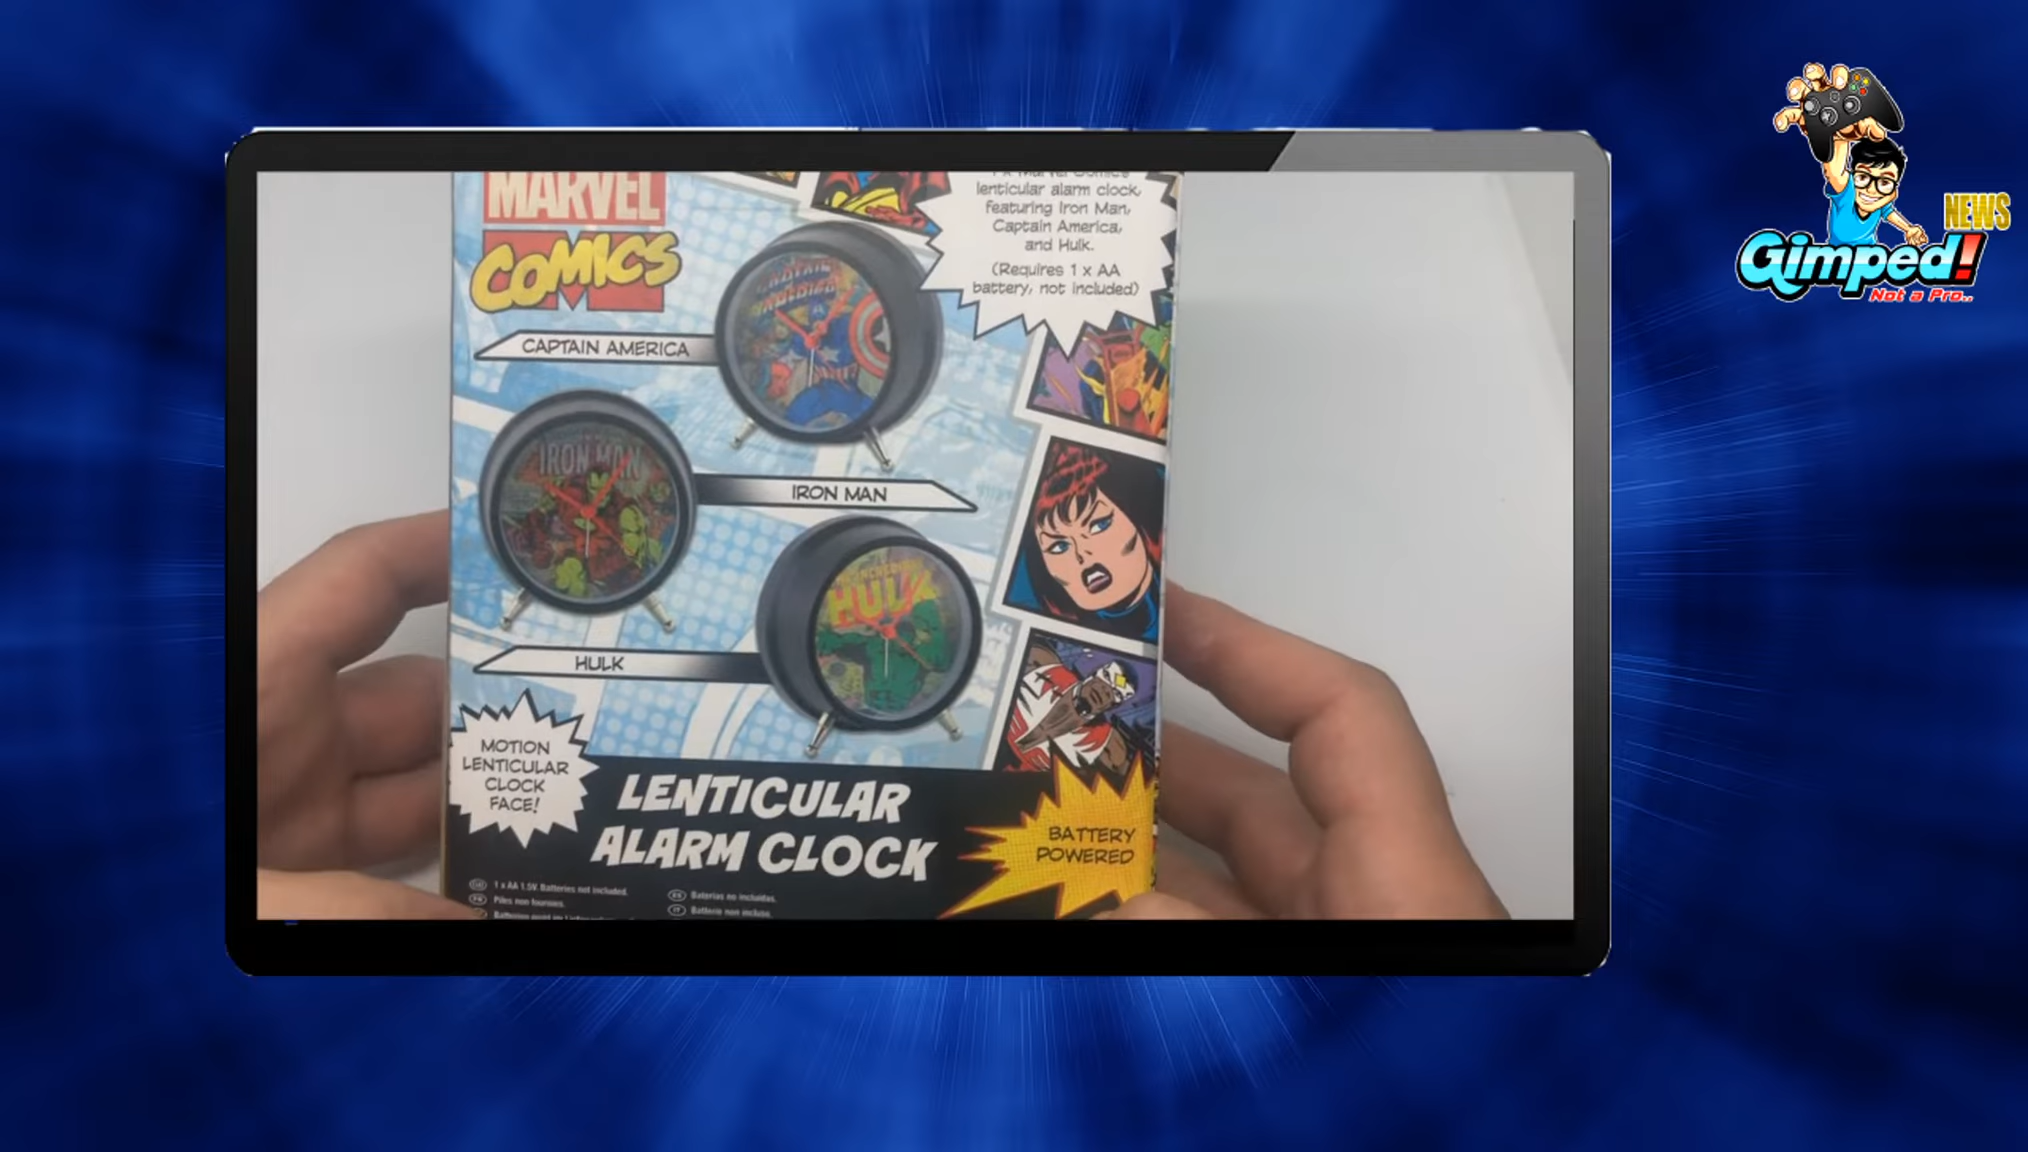 MARVEL
COMICS
lenticular alarm clock,
featuring Iron Man,
Captain America,
and Hulk.
(Requires 1 x AA
battery, not included)
CAPTAIN AMERICA
CAPTAIN
AMERICA
IRON MAN
IRON MAN
HULK
HULK
MOTION
LENTICULAR
CLOCK
FACE!
LENTICULAR
ALARM CLOCK
BATTERY
POWERED
1 x AA 1.5V. Batteries not included.
Piles non fournies.
Baterías no incluidas.
Batterie non incluse.
NEWS
Gimped!
Not a Pro..